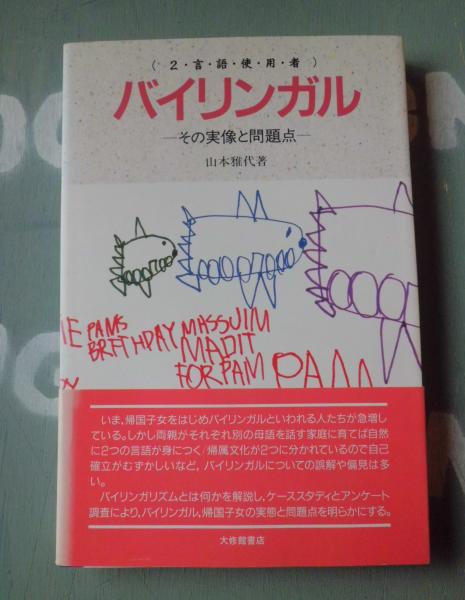 （2・言・語・使・用・者）
バイリンガル
―その実像と問題点―
山本雅代著
IE PAMS
BRFTHDAY MASSUIM
MADIT
FOR PAM PAM
いま、帰国子女をはじめバイリンガルといわれる人たちが急増
している。しかし両親がそれぞれ別の母語を話す家庭に育てば自然
に2つの言語が身につく／帰属文化が2つに分かれているので自己
確立がむずかしいなど、バイリンガルについての誤解や偏見は多
い。
バイリンガリズムとは何かを解説し、ケーススタディとアンケート
調査により、バイリンガル、帰国子女の実態と問題点を明らかにする。
大修館書店